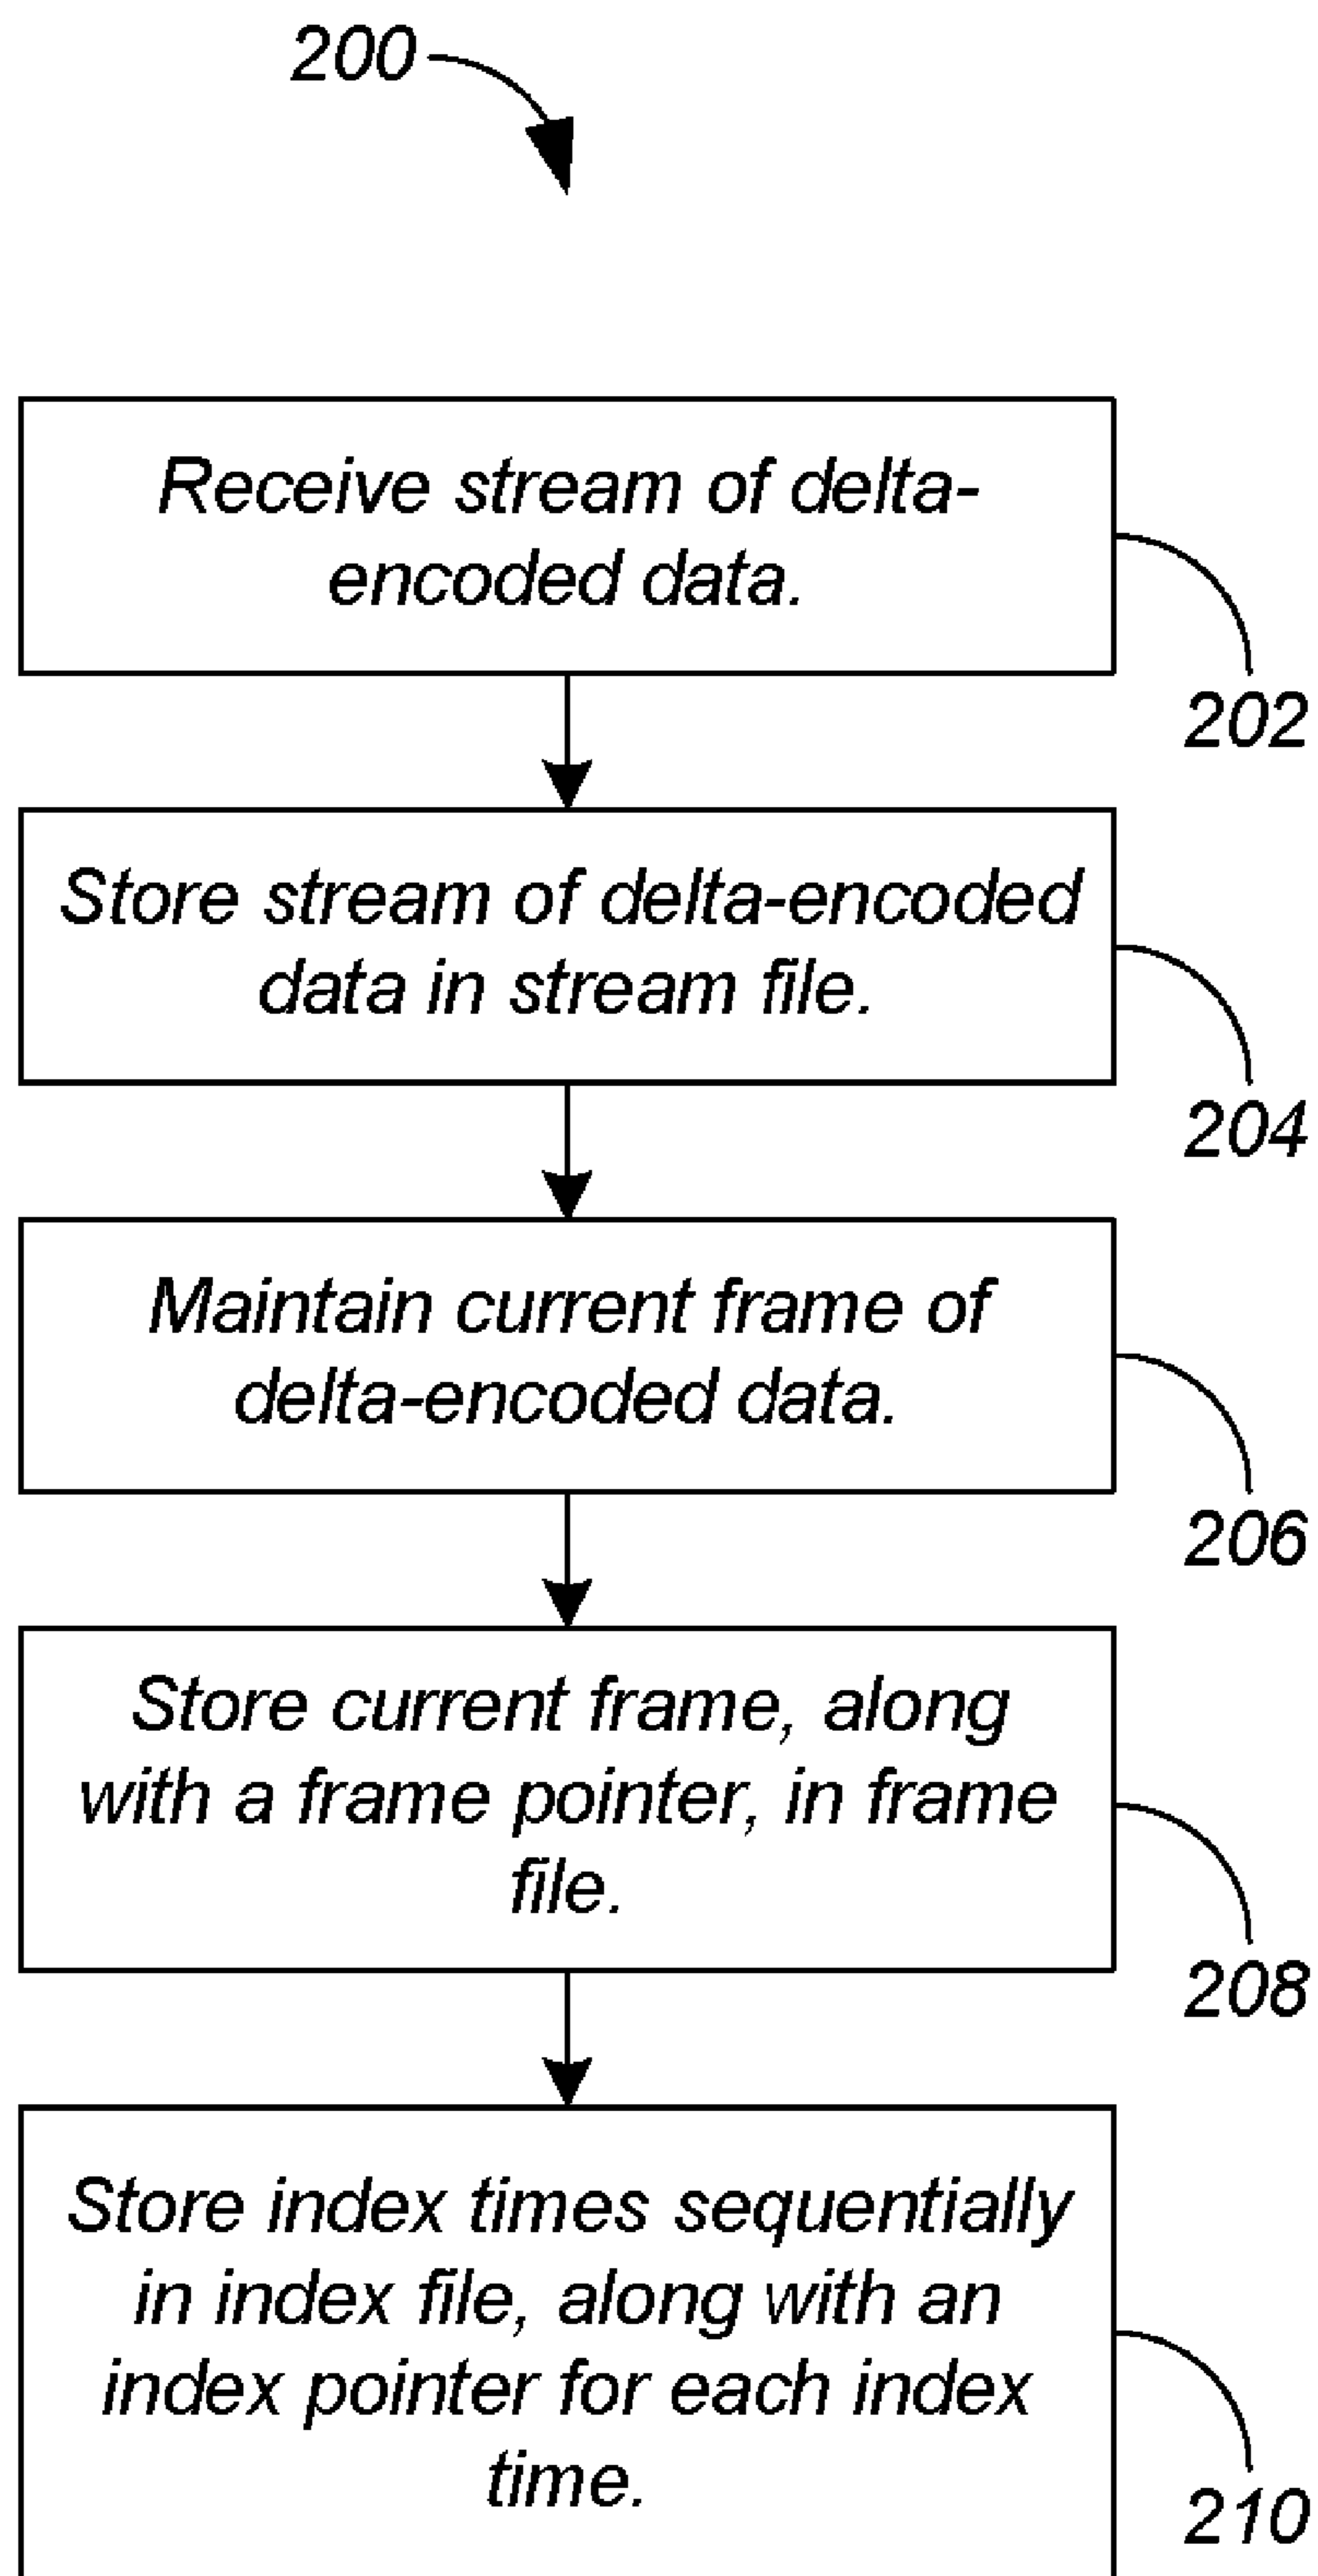 200
Receive stream of delta-
encoded data.
202
Store stream of delta-encoded
data in stream file.
204
Maintain current frame of
delta-encoded data.
206
Store current frame, along
with a frame pointer, in frame
file.
208
Store index times sequentially
in index file, along with an
index pointer for each index
time.
210